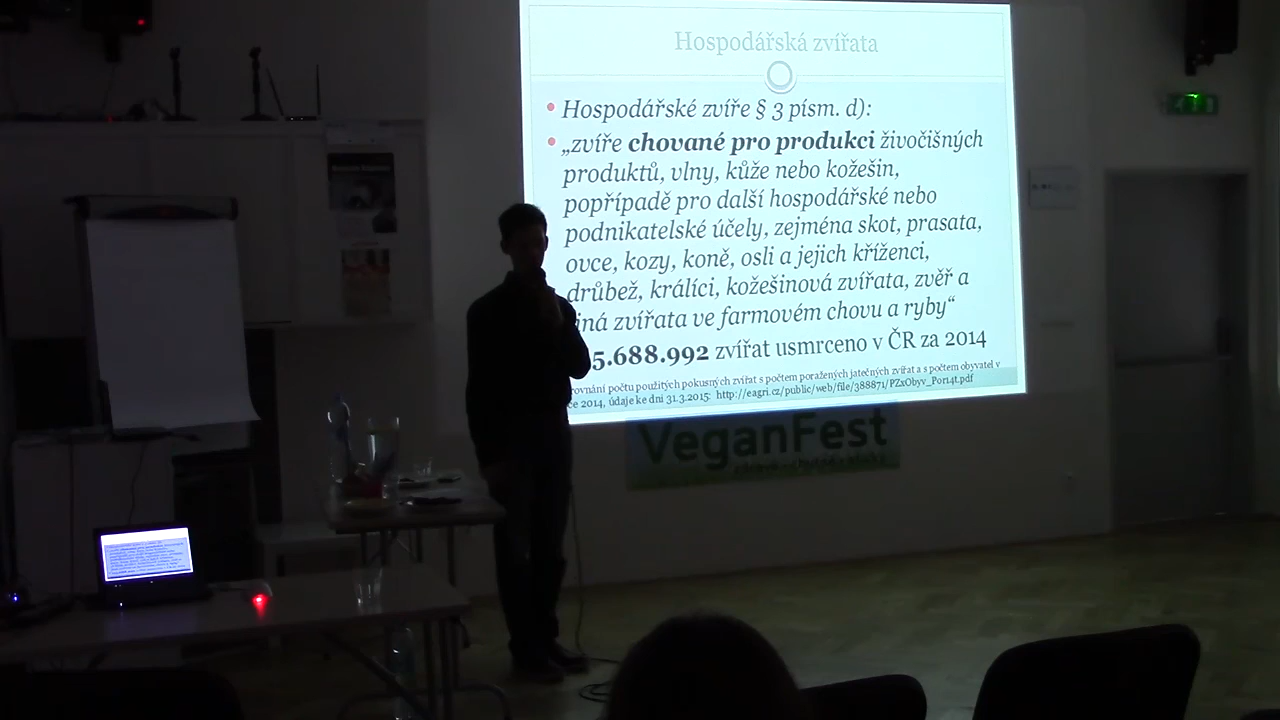 Hospodářská zvířata
Hospodářské zvíře § 3 písm. d):
„zvíře chované pro produkci živočišných
produktů, vlny, kůže nebo kožešin,
popřípadě pro další hospodářské nebo
podnikatelské účely, zejména skot, prasata,
ovce, kozy, koně, osli a jejich kříženci,
drůbež, králíci, kožešinová zvířata, zvěř a
jiná zvířata ve farmovém chovu a ryby“
5.688.992 zvířat usmrceno v ČR za 2014
rovnání počtu použitých pokusných zvířat s počtem poražených jatečných zvířat a s počtem obyvatel v
ce 2014, údaje ke dni 31.3.2015: http://eagri.cz/public/web/file/388871/PZxObyv_Por14t.pdf
VeganFest